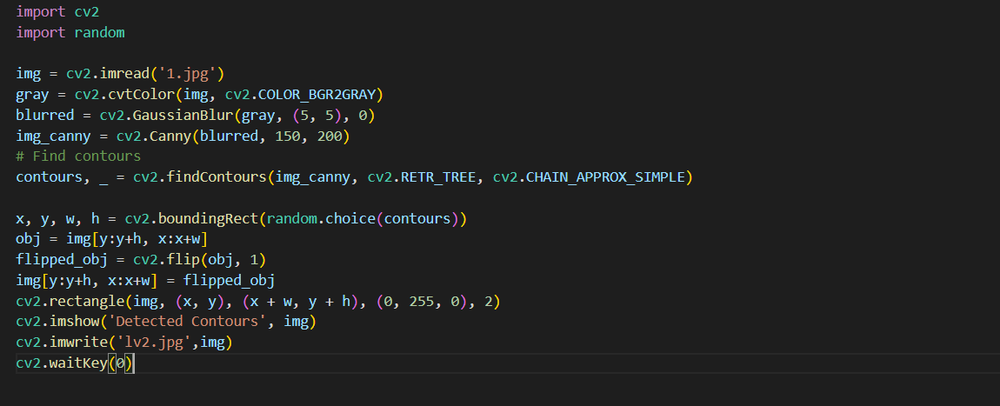 import cv2
import random
img = cv2.imread('1.jpg')
gray = cv2.cvtColor(img, cv2.COLOR_BGR2GRAY)
blurred = cv2.GaussianBlur(gray, (5, 5), 0)
img_canny = cv2.Canny(blurred, 150, 200)
# Find contours
contours, _ = cv2.findContours(img_canny, cv2.RETR_TREE, cv2.CHAIN_APPROX_SIMPLE)
x, y, w, h = cv2.boundingRect(random.choice(contours))
obj = img[y:y+h, x:x+w]
flipped_obj = cv2.flip(obj, 1)
img[y:y+h, x:x+w] = flipped_obj
cv2.rectangle(img, (x, y), (x + w, y + h), (0, 255, 0), 2)
cv2.imshow('Detected Contours', img)
cv2.imwrite('lv2.jpg',img)
cv2.waitKey(0)